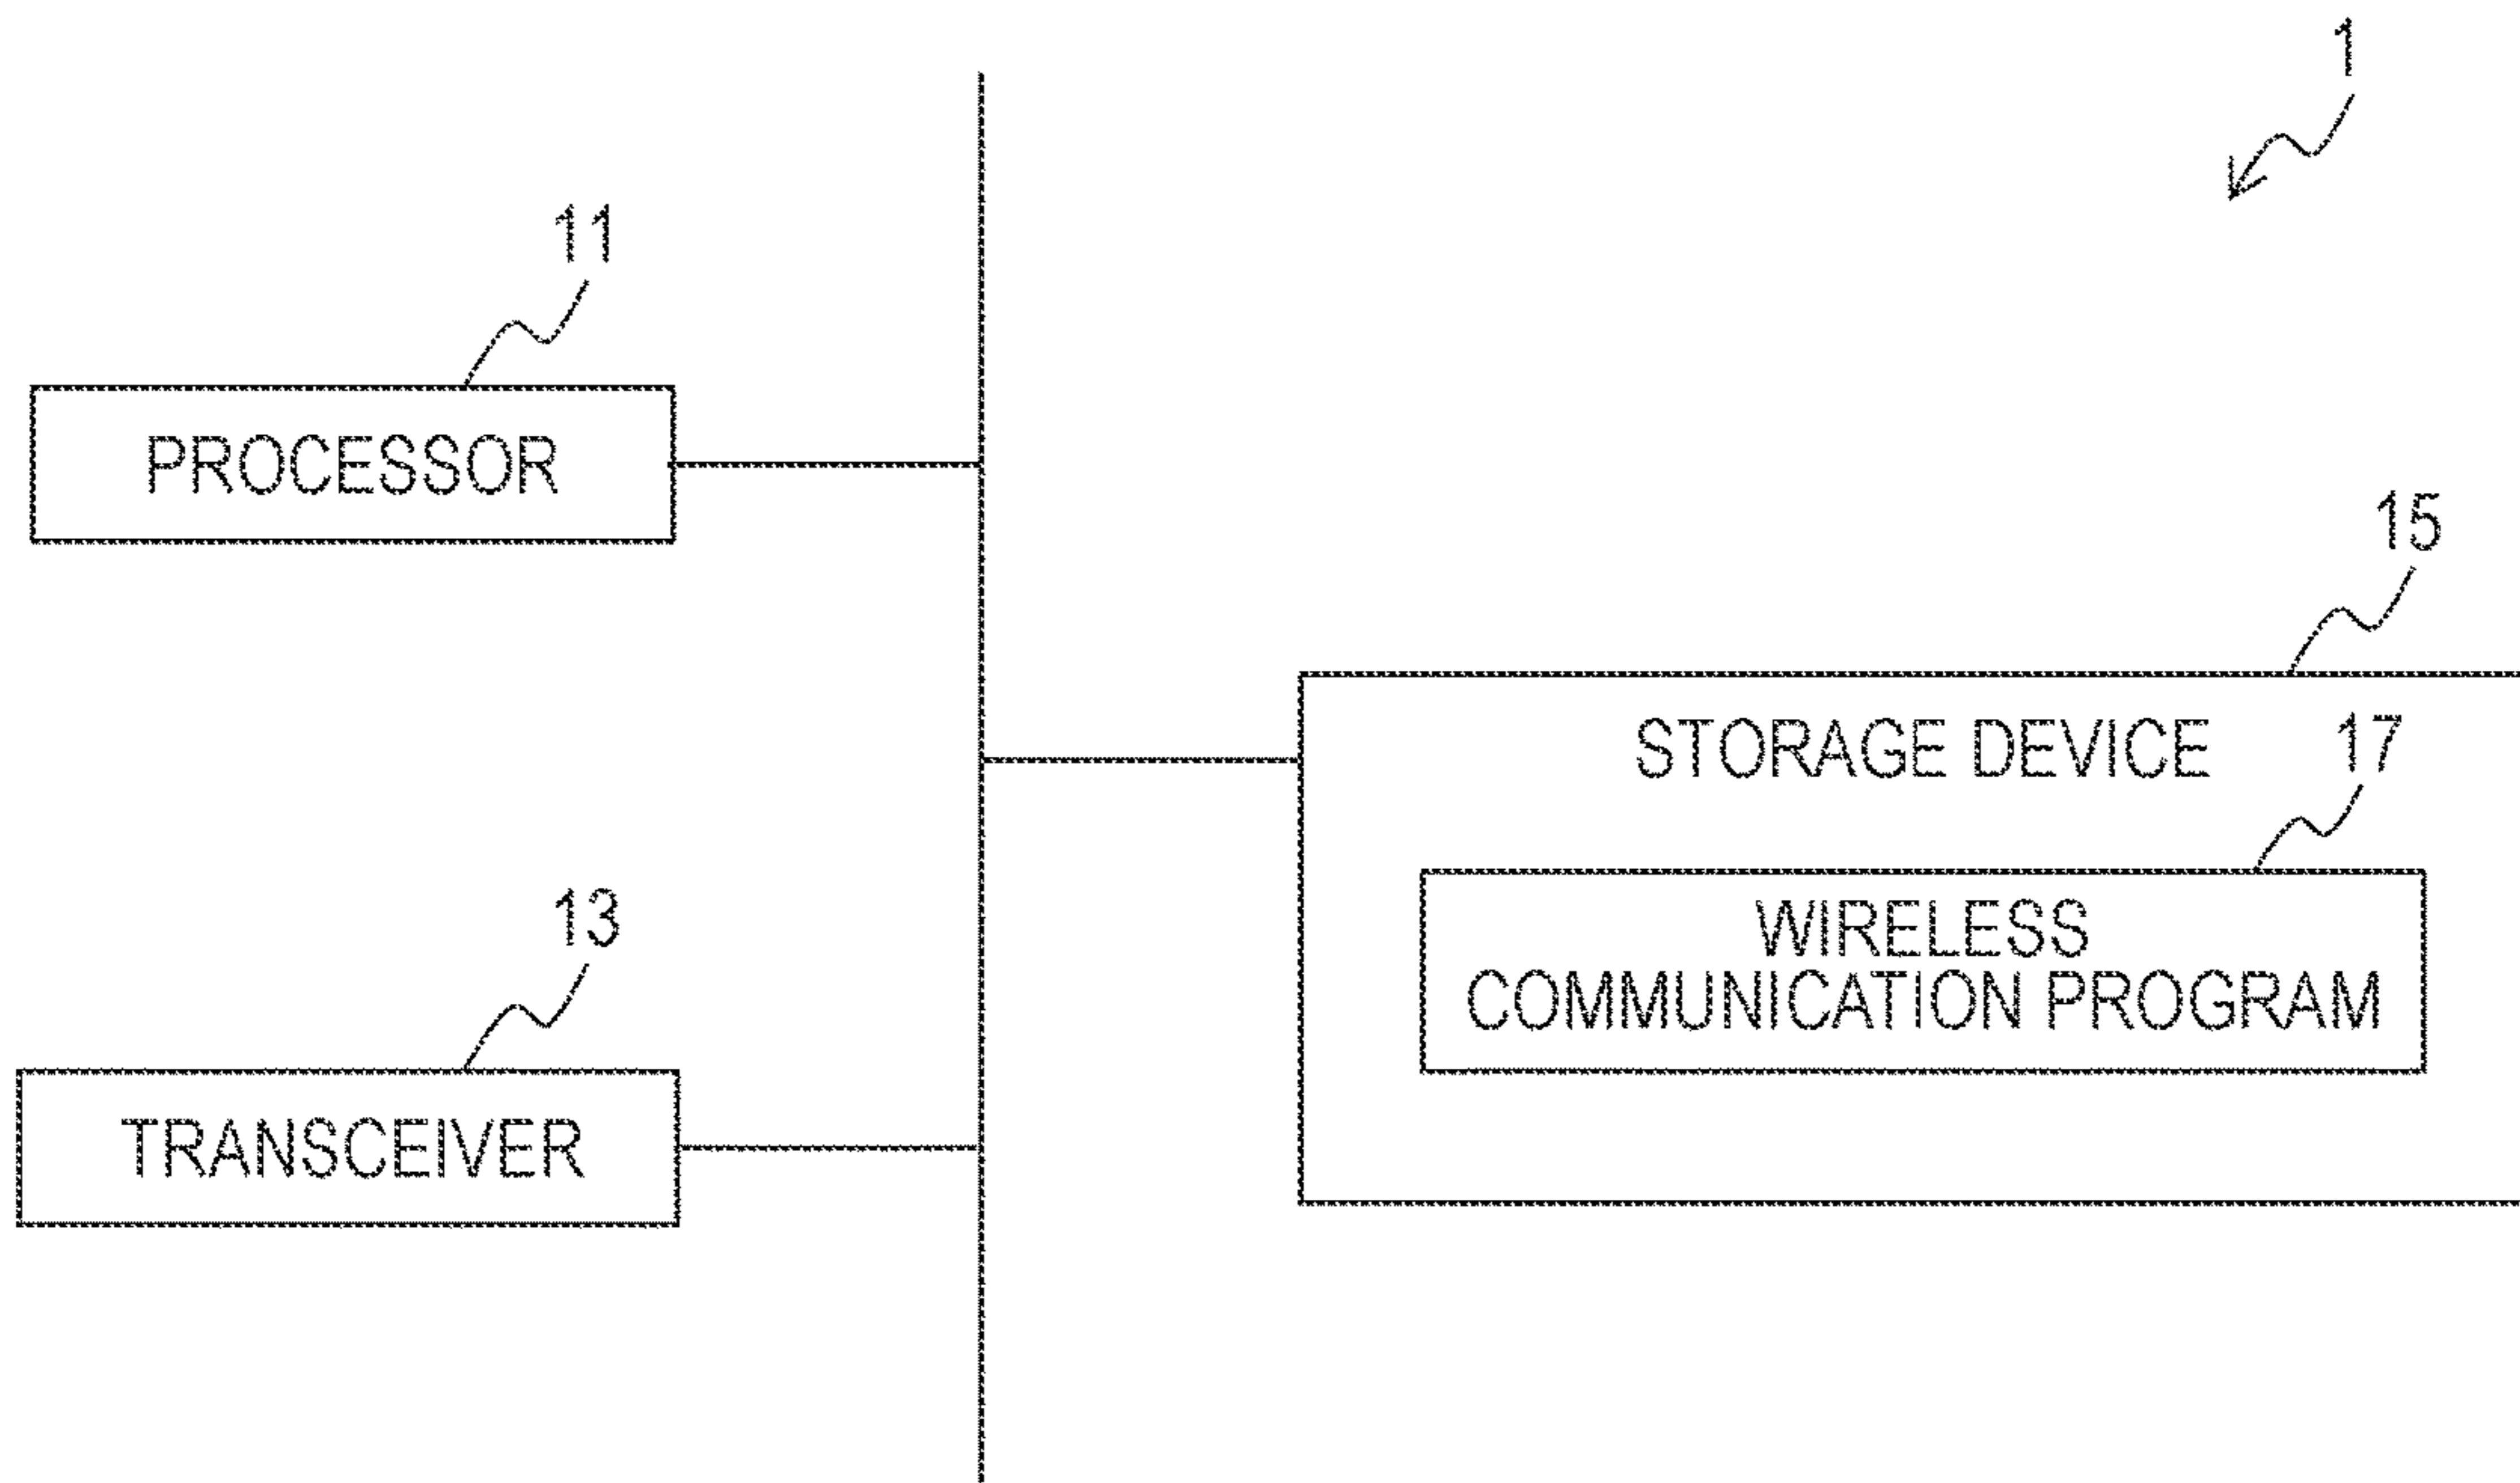 1
11
PROCESSOR
15
STORAGE DEVICE
17
WIRELESS
COMMUNICATION PROGRAM
13
TRANSCEIVER